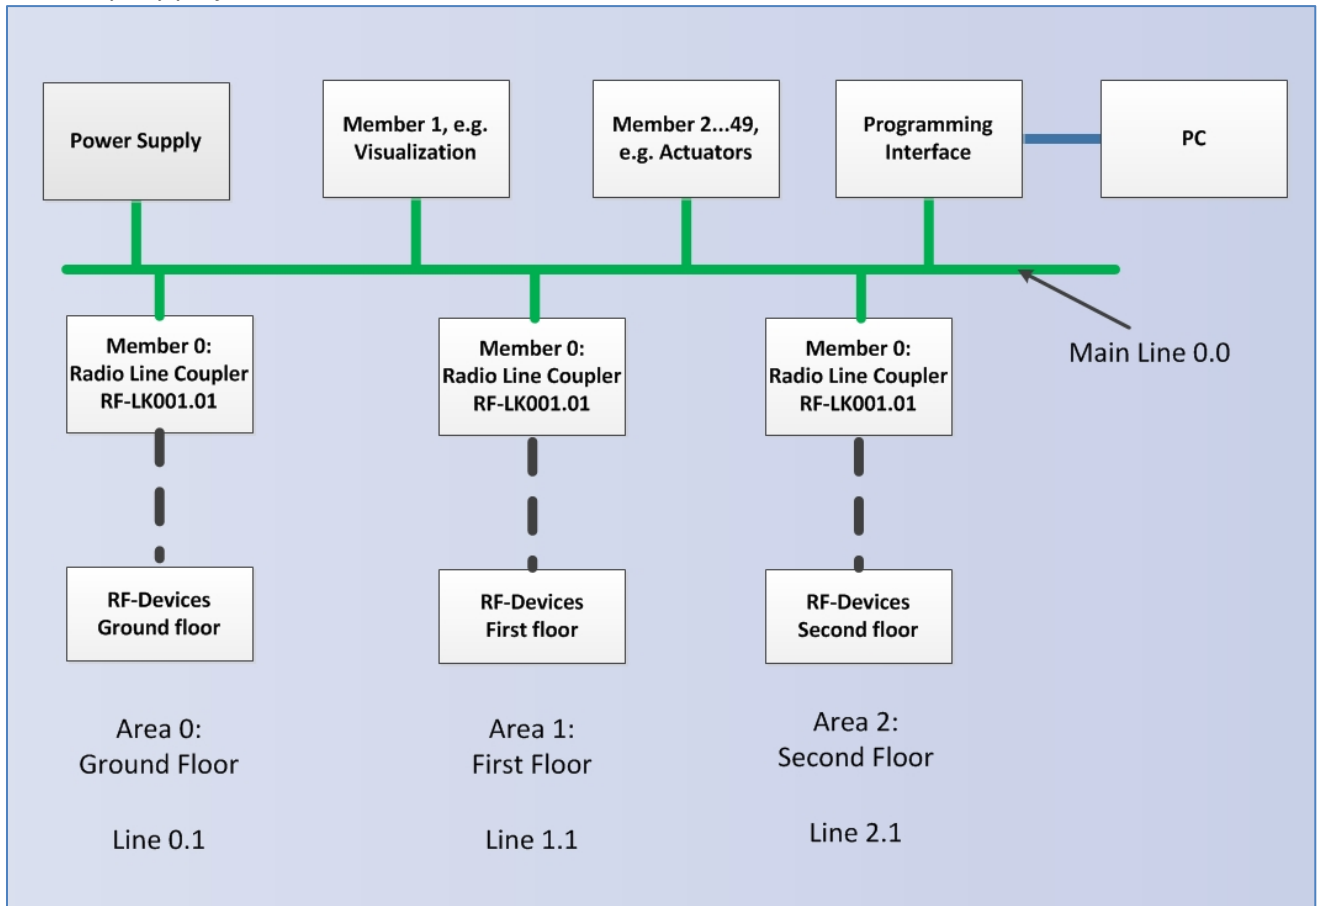 Power Supply
Member 1, e.g.
Visualization
Member 2...49,
e.g. Actuators
Programming
Interface
PC
Main Line 0.0
Member 0:
Radio Line Coupler
RF-LK001.01
Member 0:
Radio Line Coupler
RF-LK001.01
Member 0:
Radio Line Coupler
RF-LK001.01
RF-Devices
Ground floor
RF-Devices
First floor
RF-Devices
Second floor
Area 0:
Ground Floor
Line 0.1
Area 1:
First Floor
Line 1.1
Area 2:
Second Floor
Line 2.1